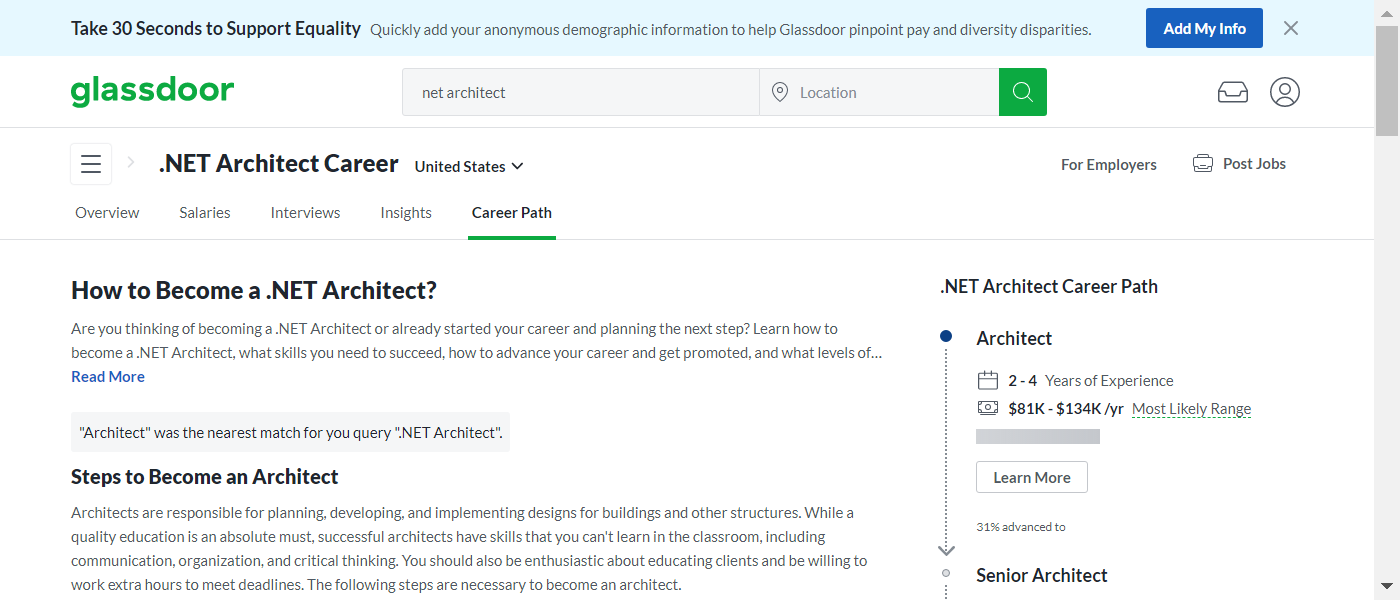 Take 30 Seconds to Support Equality Quickly add your anonymous demographic information to help Glassdoor pinpoint pay and diversity disparities. Add My Info
glassdoor net architect Location
.NET Architect Career United States For Employers Post Jobs
Overview Salaries Interviews Insights Career Path
How to Become a .NET Architect?
Are you thinking of becoming a .NET Architect or already started your career and planning the next step? Learn how to
become a .NET Architect, what skills you need to succeed, how to advance your career and get promoted, and what levels of...
Read More
"Architect" was the nearest match for you query ".NET Architect".
Steps to Become an Architect
Architects are responsible for planning, developing, and implementing designs for buildings and other structures. While a
quality education is an absolute must, successful architects have skills that you can't learn in the classroom, including
communication, organization, and critical thinking. You should also be enthusiastic about educating clients and be willing to
work extra hours to meet deadlines. The following steps are necessary to become an architect.
.NET Architect Career Path
Architect
2 - 4 Years of Experience
$81K - $134K /yr Most Likely Range
Learn More
31% advanced to
Senior Architect